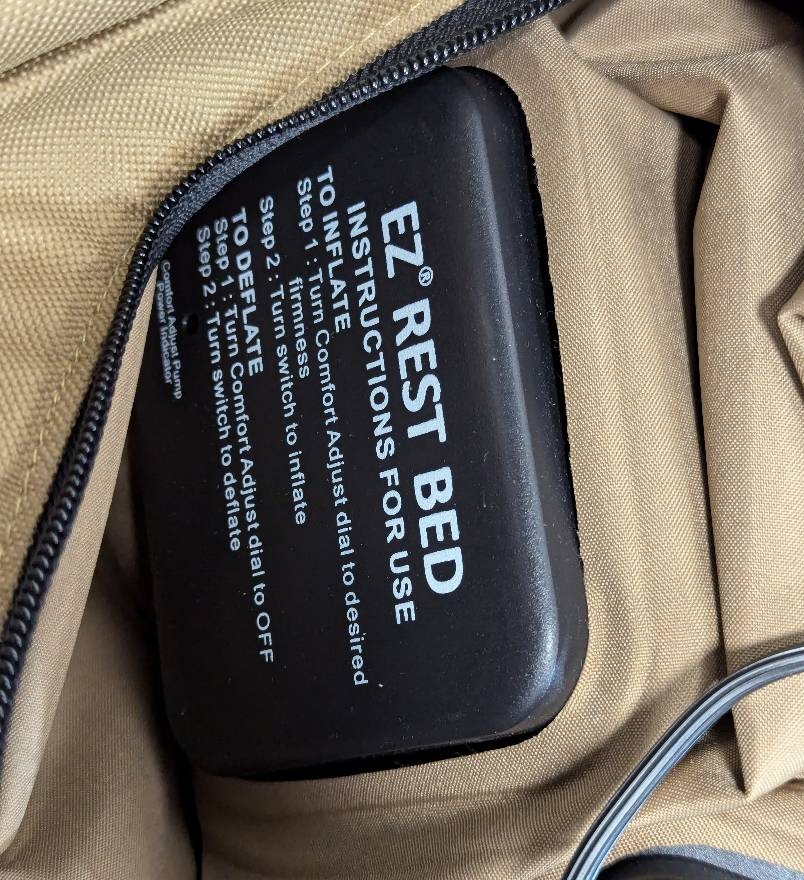 EZ® REST BED
INSTRUCTIONS FOR USE
TO INFLATE
Step 1 : Turn Comfort Adjust dial to desired
firmness
Step 2 : Turn switch to inflate
TO DEFLATE
Step 1 : Turn Comfort Adjust dial to OFF
Step 2 : Turn switch to deflate
Comfort Adjust Pump
Power Indicator